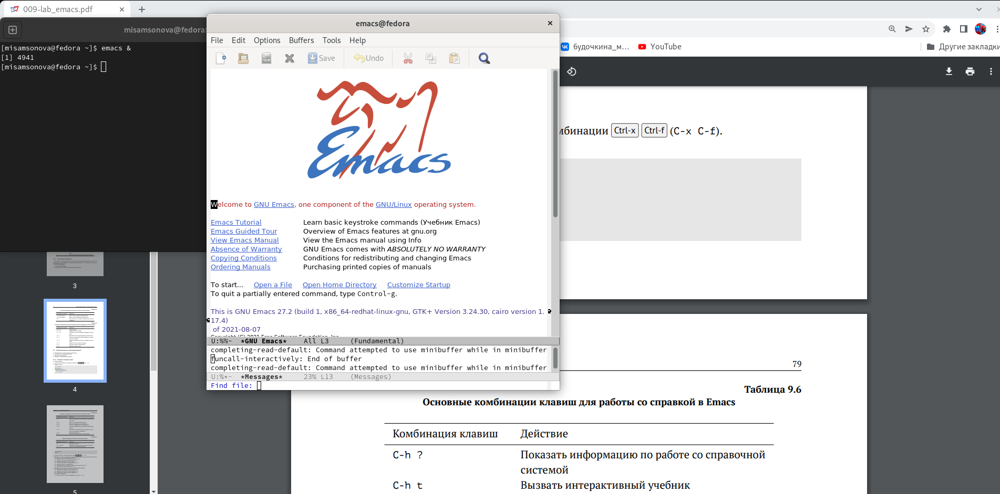 009-lab_emacs.pdf
misamsonova@fedora:
[misamsonova@fedora ~]$ emacs &
[1] 4941
[misamsonova@fedora ~]$
emacs@fedora
File Edit Options Buffers Tools Help
Save Undo
Emacs
Welcome to GNU Emacs, one component of the GNU/Linux operating system.
Emacs Tutorial Learn basic keystroke commands (Учебник Emacs)
Emacs Guided Tour Overview of Emacs features at gnu.org
View Emacs Manual View the Emacs manual using Info
Absence of Warranty GNU Emacs comes with ABSOLUTELY NO WARRANTY
Copying Conditions Conditions for redistributing and changing Emacs
Ordering Manuals Purchasing printed copies of manuals
To start... Open a File Open Home Directory Customize Startup
To quit a partially entered command, type Control-g.
This is GNU Emacs 27.2 (build 1, x86_64-redhat-linux-gnu, GTK+ Version 3.24.30, cairo version 1.
17.4)
of 2021-08-07
Copyright (C) 2021 Free Software Foundation, Inc.
U:%%- *GNU Emacs* All L3 (Fundamental)
completing-read-default: Command attempted to use minibuffer while in minibuffer
funcall-interactively: End of buffer
completing-read-default: Command attempted to use minibuffer while in minibuffer
U:%*- *Messages* 23% L13 (Messages)
Find file:
будочкина_м... YouTube Другие закладки
мбинации Ctrl-x Ctrl-f (C-x C-f).
3
4
5
79
Таблица 9.6
Основные комбинации клавиш для работы со справкой в Emacs
Комбинация клавиш Действие
C-h ? Показать информацию по работе со справочной
системой
C-h t Вызвать интерактивный учебник